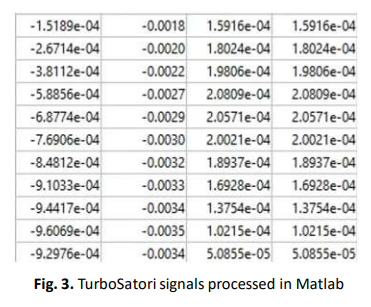 -1.5189e-04 -0.0018 1.5916e-04 1.5916e-04
-2.6714e-04 -0.0020 1.8024e-04 1.8024e-04
-3.8112e-04 -0.0022 1.9806e-04 1.9806e-04
-5.8856e-04 -0.0027 2.0809e-04 2.0809e-04
-6.8774e-04 -0.0029 2.0571e-04 2.0571e-04
-7.6906e-04 -0.0030 2.0021e-04 2.0021e-04
-8.4812e-04 -0.0032 1.8937e-04 1.8937e-04
-9.1033e-04 -0.0033 1.6928e-04 1.6928e-04
-9.4417e-04 -0.0034 1.3754e-04 1.3754e-04
-9.6069e-04 -0.0035 1.0215e-04 1.0215e-04
-9.2976e-04 -0.0034 5.0855e-05 5.0855e-05
Fig. 3. TurboSatori signals processed in Matlab